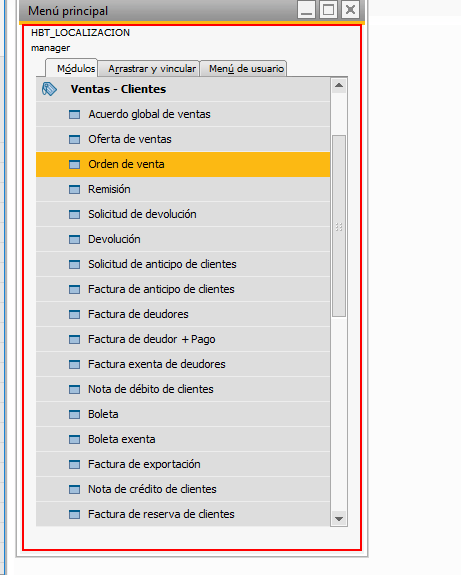 Menú principal
HBT_LOCALIZACION
manager
Módulos Arrastrar y vincular Menú de usuario
Ventas - Clientes
Acuerdo global de ventas
Oferta de ventas
Orden de venta
Remisión
Solicitud de devolución
Devolución
Solicitud de anticipo de clientes
Factura de anticipo de clientes
Factura de deudores
Factura de deudor + Pago
Factura exenta de deudores
Nota de débito de clientes
Boleta
Boleta exenta
Factura de exportación
Nota de crédito de clientes
Factura de reserva de clientes